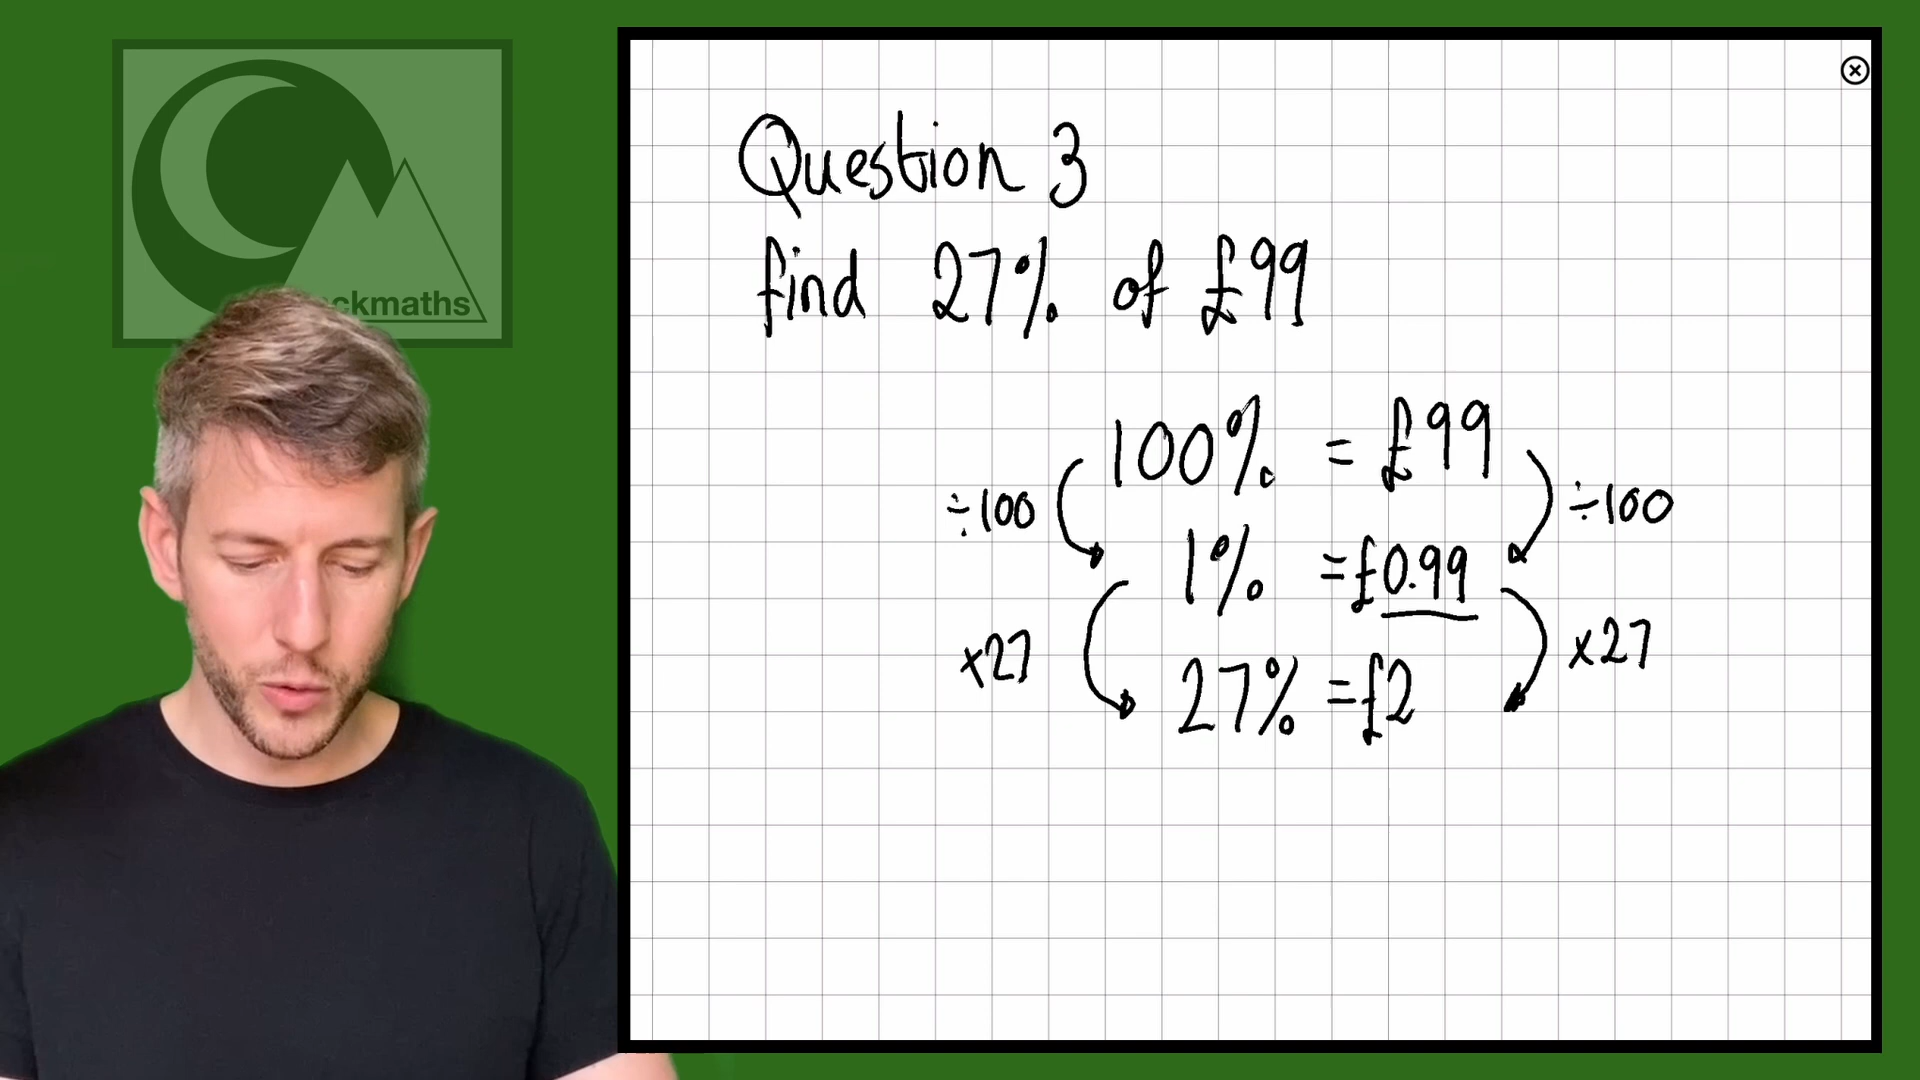 ckmaths
Question 3
find 27% of £99
100% = £99
÷100
÷100
1% = £0.99
×27
×27
27% = £2